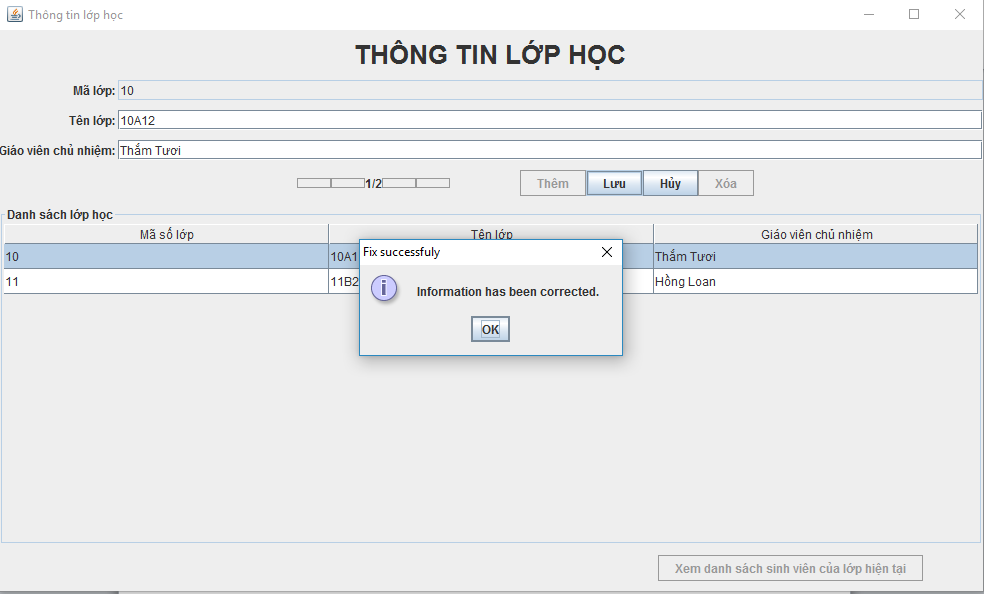 Thông tin lớp học
THÔNG TIN LỚP HỌC
Mã lớp: 10
Tên lớp: 10A12
Giáo viên chủ nhiệm: Thắm Tươi
1/2 Thêm Lưu Hủy Xóa
Danh sách lớp học
Mã số lớp Tên lớp Giáo viên chủ nhiệm
10 10A1 Thắm Tươi
11 11B2 Hồng Loan
Fix successfuly
Information has been corrected.
OK
Xem danh sách sinh viên của lớp hiện tại